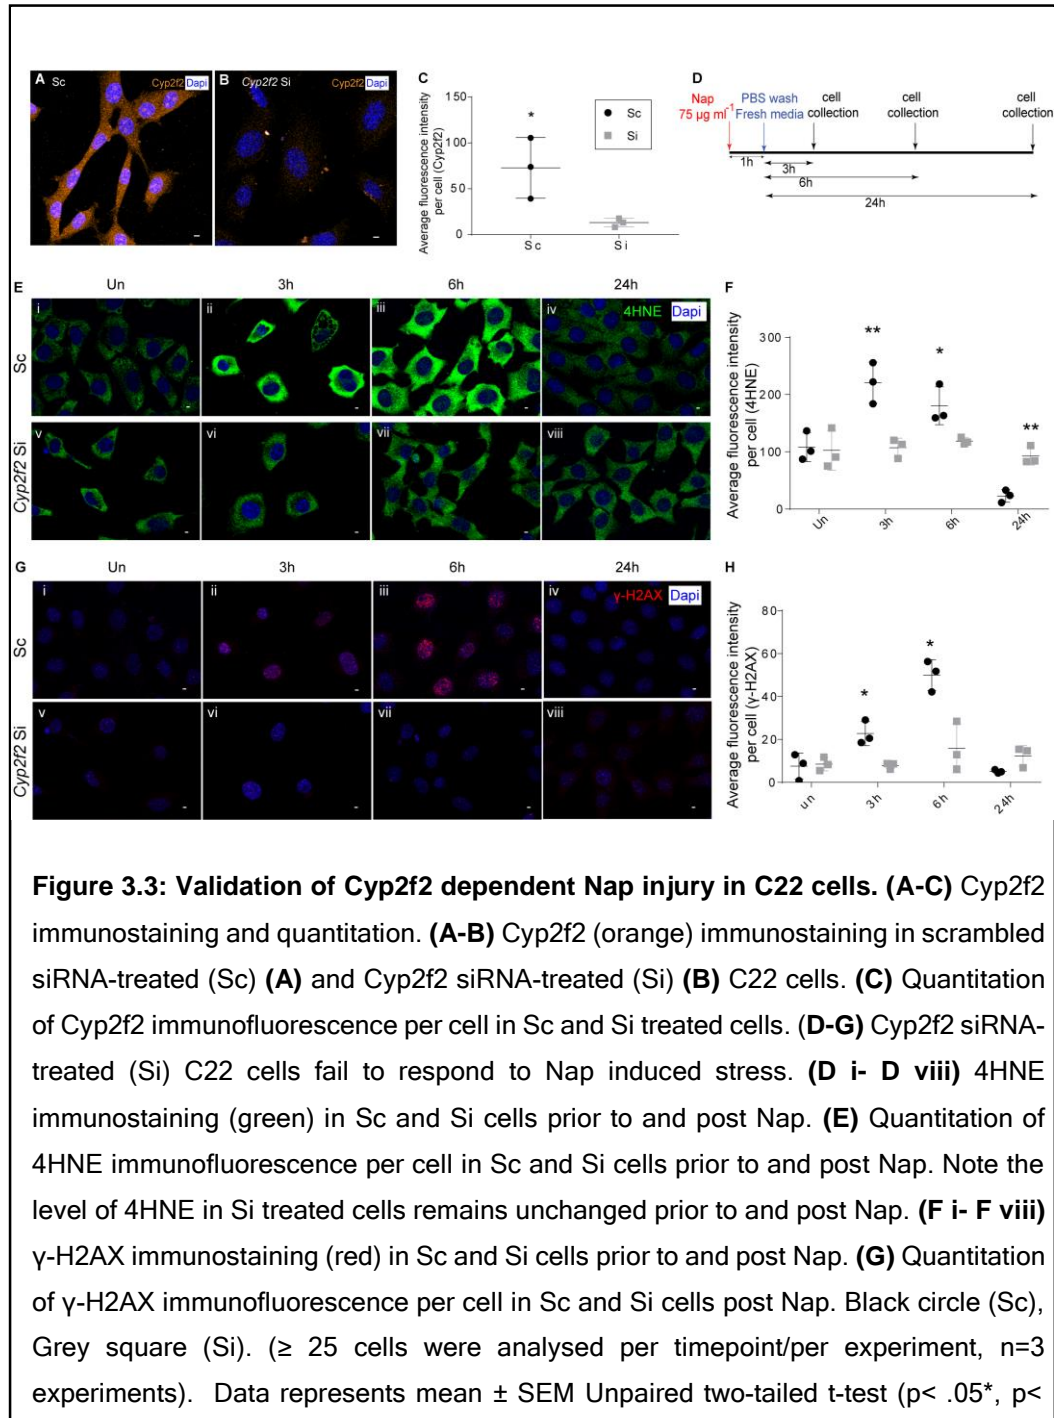 A Sc Cyp2f2 Dapi
B Cyp2f2 Si Cyp2f2 Dapi
C
Average fluorescence intensity
per cell (Cyp2f2)
150
100
50
0
*
Sc
Si
Sc
Si
D
Nap
75 µg ml-1
PBS wash
Fresh media
cell
collection
cell
collection
cell
collection
1h
3h
6h
24h
E
Un
3h
6h
24h
Sc
Cyp2f2 Si
i
ii
iii
iv
4HNE Dapi
v
vi
vii
viii
F
Average fluorescence intensity
per cell (4HNE)
300
200
100
0
**
*
**
Un
3h
6h
24h
G
Un
3h
6h
24h
Sc
Cyp2f2 Si
i
ii
iii
iv
γ-H2AX Dapi
v
vi
vii
viii
H
Average fluorescence intensity
per cell (γ-H2AX)
80
60
40
20
0
*
*
un
3h
6h
24h
Figure 3.3: Validation of Cyp2f2 dependent Nap injury in C22 cells. (A-C) Cyp2f2
immunostaining and quantitation. (A-B) Cyp2f2 (orange) immunostaining in scrambled
siRNA-treated (Sc) (A) and Cyp2f2 siRNA-treated (Si) (B) C22 cells. (C) Quantitation
of Cyp2f2 immunofluorescence per cell in Sc and Si treated cells. (D-G) Cyp2f2 siRNA-
treated (Si) C22 cells fail to respond to Nap induced stress. (D i- D viii) 4HNE
immunostaining (green) in Sc and Si cells prior to and post Nap. (E) Quantitation of
4HNE immunofluorescence per cell in Sc and Si cells prior to and post Nap. Note the
level of 4HNE in Si treated cells remains unchanged prior to and post Nap. (F i- F viii)
γ-H2AX immunostaining (red) in Sc and Si cells prior to and post Nap. (G) Quantitation
of γ-H2AX immunofluorescence per cell in Sc and Si cells post Nap. Black circle (Sc),
Grey square (Si). (≥ 25 cells were analysed per timepoint/per experiment, n=3
experiments). Data represents mean ± SEM Unpaired two-tailed t-test (p< .05*, p<